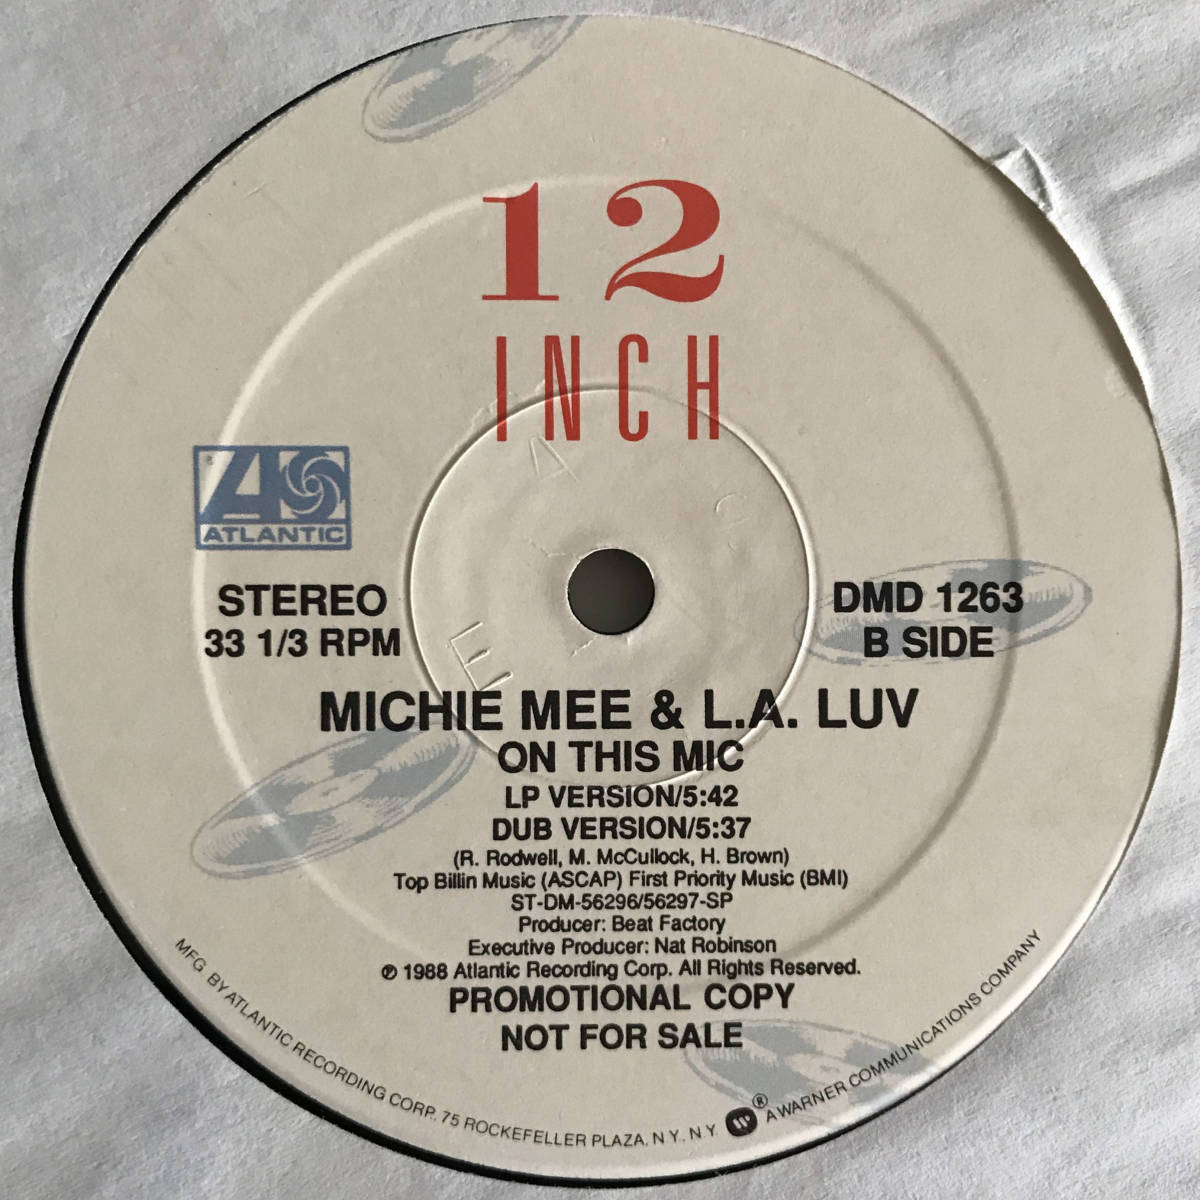 12
INCH
ATLANTIC
STEREO
33 1/3 RPM
DMD 1263
B SIDE
MICHIE MEE & L.A. LUV
ON THIS MIC
LP VERSION/5:42
DUB VERSION/5:37
(R. Rodwell, M. McCullock, H. Brown)
Top Billin Music (ASCAP) First Priority Music (BMI)
ST-DM-56296/56297-SP
Producer: Beat Factory
Executive Producer: Nat Robinson
℗ 1988 Atlantic Recording Corp. All Rights Reserved.
PROMOTIONAL COPY
NOT FOR SALE
MFG BY ATLANTIC RECORDING CORP., 75 ROCKEFELLER PLAZA, N.Y., N.Y. ® A WARNER COMMUNICATIONS COMPANY